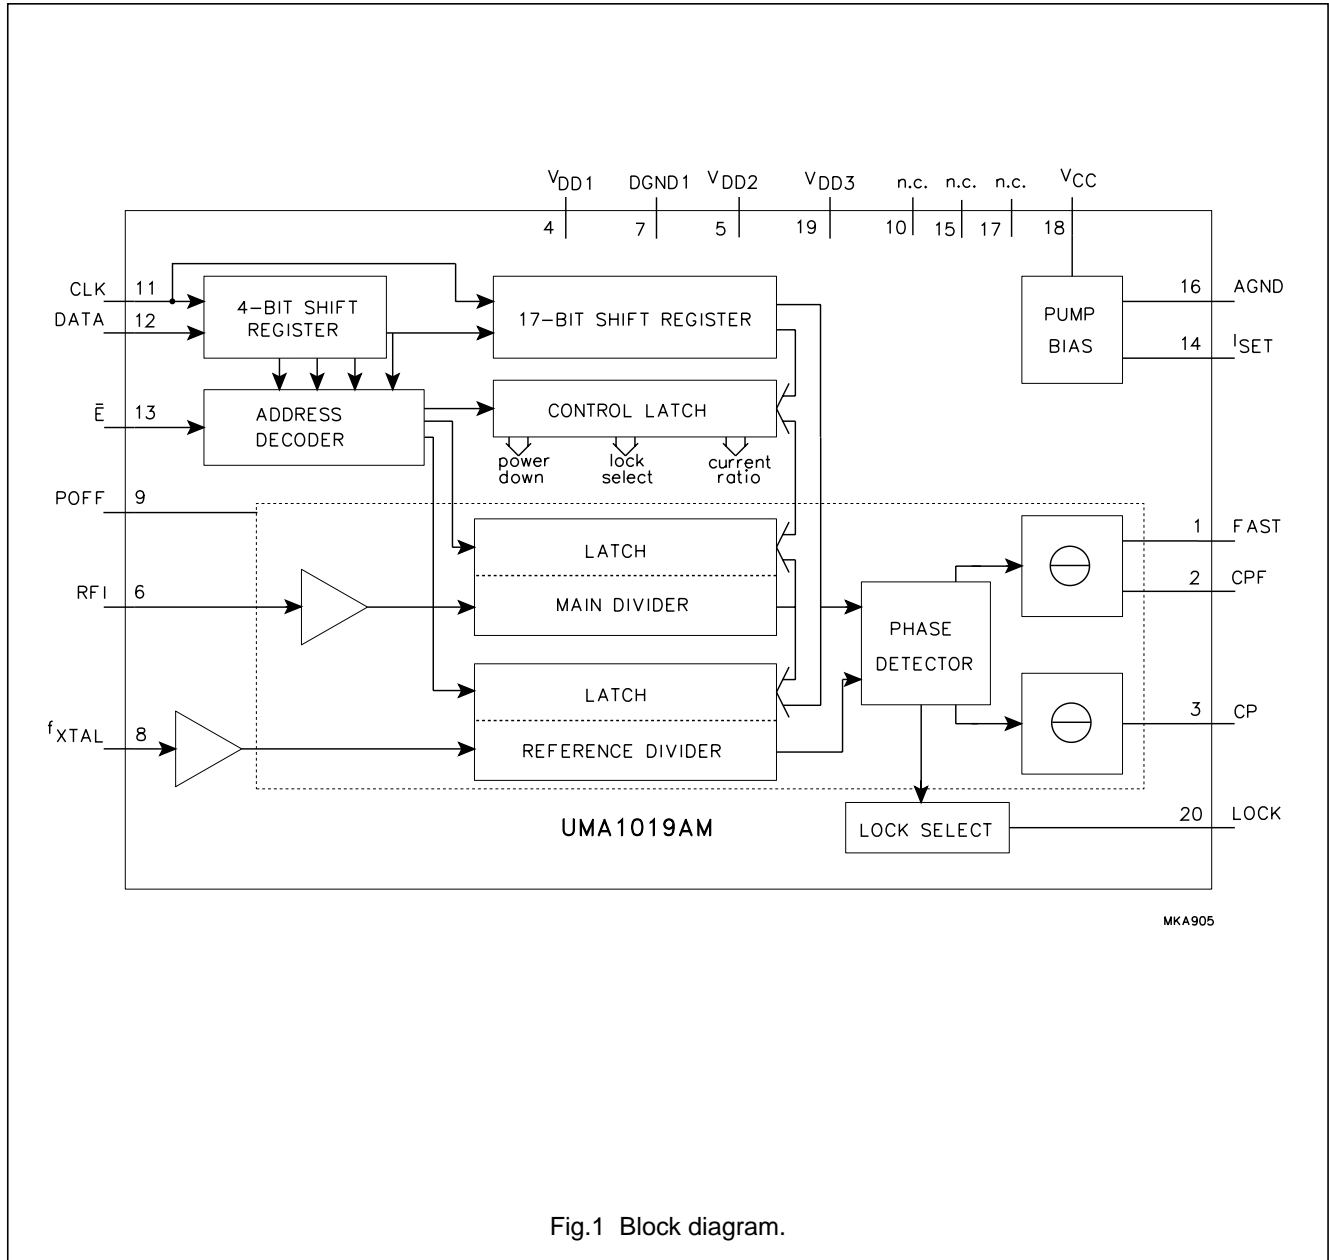 VDD1 DGND1 VDD2 VDD3 n.c. n.c. n.c. VCC
4 7 5 19 10 15 17 18
CLK 11
DATA 12
4-BIT SHIFT
REGISTER
17-BIT SHIFT REGISTER
PUMP
BIAS
16 AGND
14 ISET
Ē 13
ADDRESS
DECODER
CONTROL LATCH
power
down
lock
select
current
ratio
POFF 9
RFI 6
LATCH
MAIN DIVIDER
PHASE
DETECTOR
1 FAST
2 CPF
fXTAL 8
LATCH
REFERENCE DIVIDER
3 CP
LOCK SELECT
20 LOCK
UMA1019AM
MKA905
Fig.1 Block diagram.